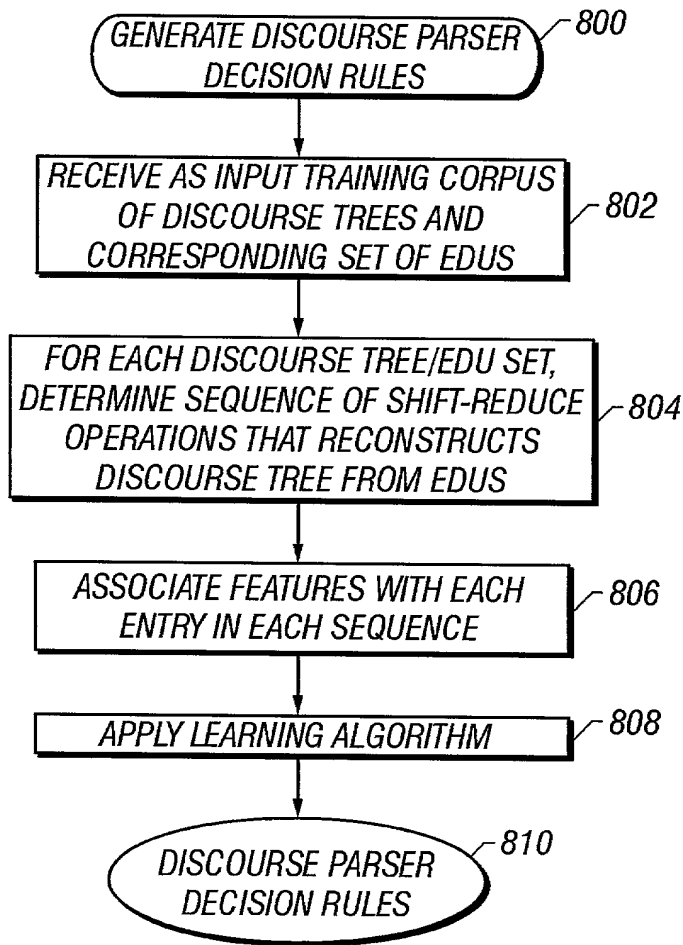 GENERATE DISCOURSE PARSER
DECISION RULES
800
RECEIVE AS INPUT TRAINING CORPUS
OF DISCOURSE TREES AND
CORRESPONDING SET OF EDUS
802
FOR EACH DISCOURSE TREE/EDU SET,
DETERMINE SEQUENCE OF SHIFT-REDUCE
OPERATIONS THAT RECONSTRUCTS
DISCOURSE TREE FROM EDUS
804
ASSOCIATE FEATURES WITH EACH
ENTRY IN EACH SEQUENCE
806
APPLY LEARNING ALGORITHM
808
DISCOURSE PARSER
DECISION RULES
810